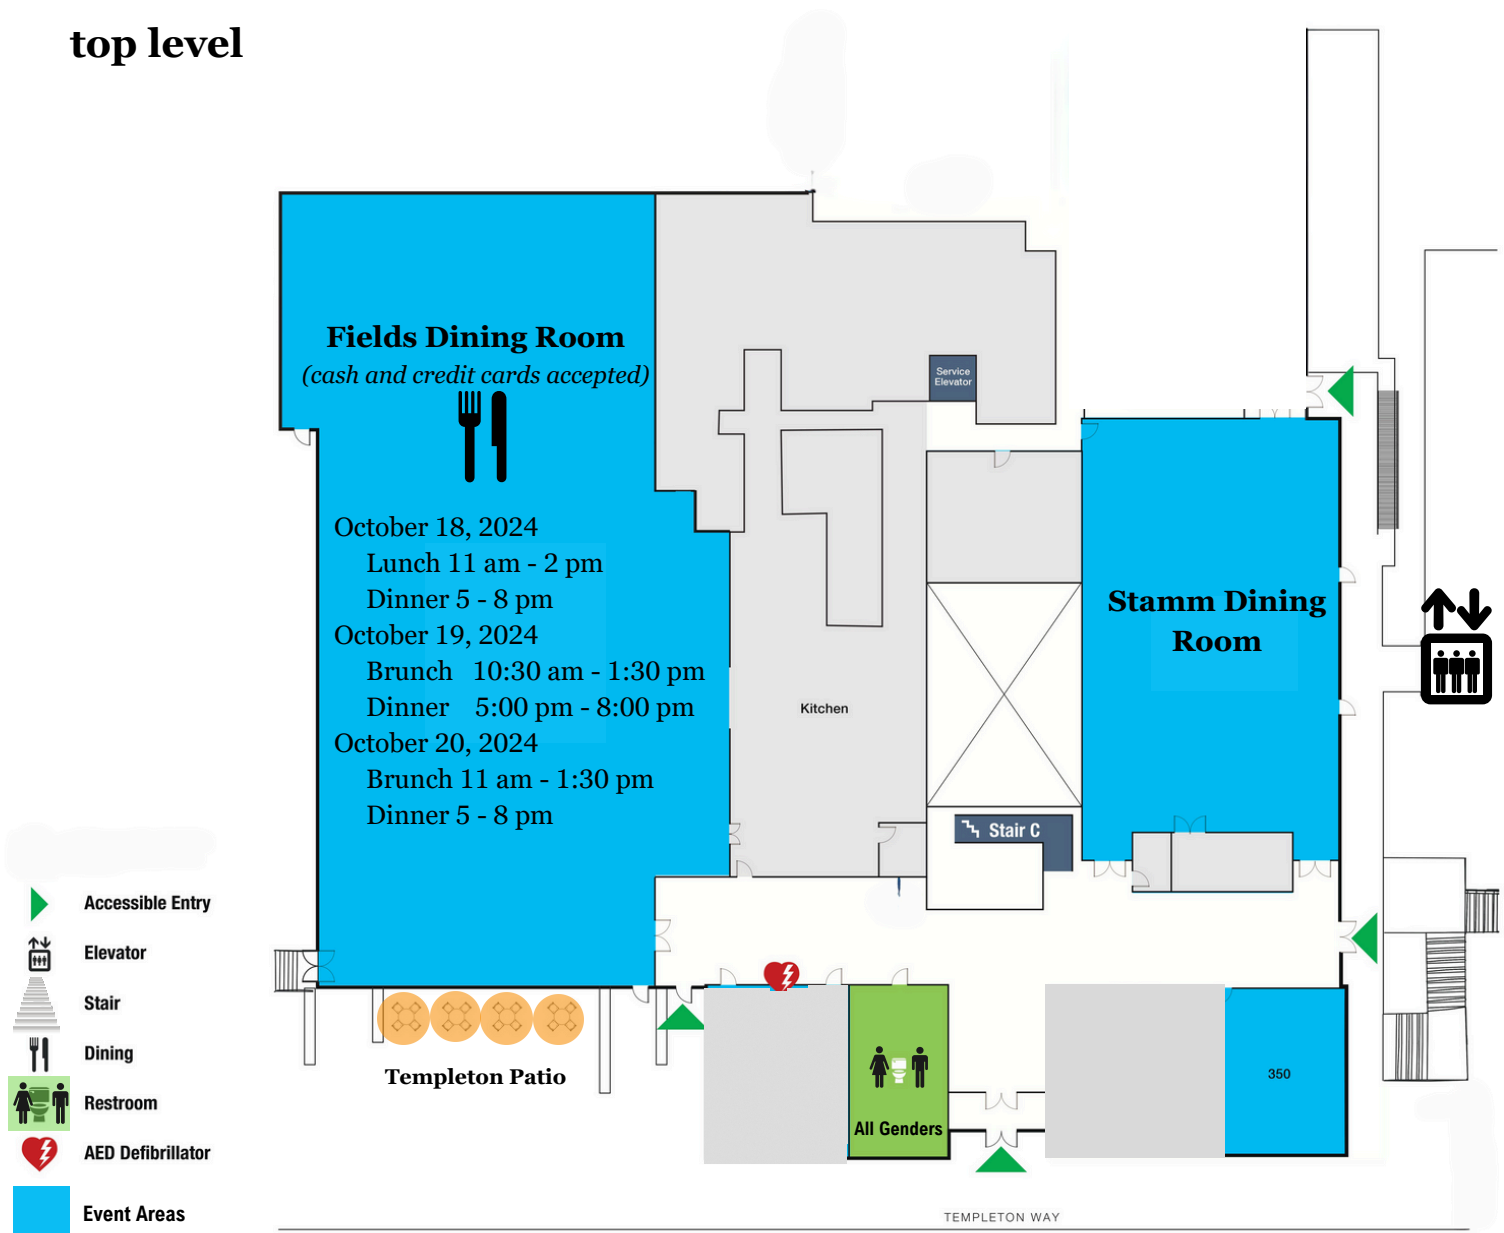 top level
Fields Dining Room
(cash and credit cards accepted)
October 18, 2024
Lunch 11 am - 2 pm
Dinner 5 - 8 pm
October 19, 2024
Brunch 10:30 am - 1:30 pm
Dinner 5:00 pm - 8:00 pm
October 20, 2024
Brunch 11 am - 1:30 pm
Dinner 5 - 8 pm
Service
Elevator
Kitchen
Stair C
Stamm Dining
Room
Templeton Patio
All Genders
350
TEMPLETON WAY
Accessible Entry
Elevator
Stair
Dining
Restroom
AED Defibrillator
Event Areas